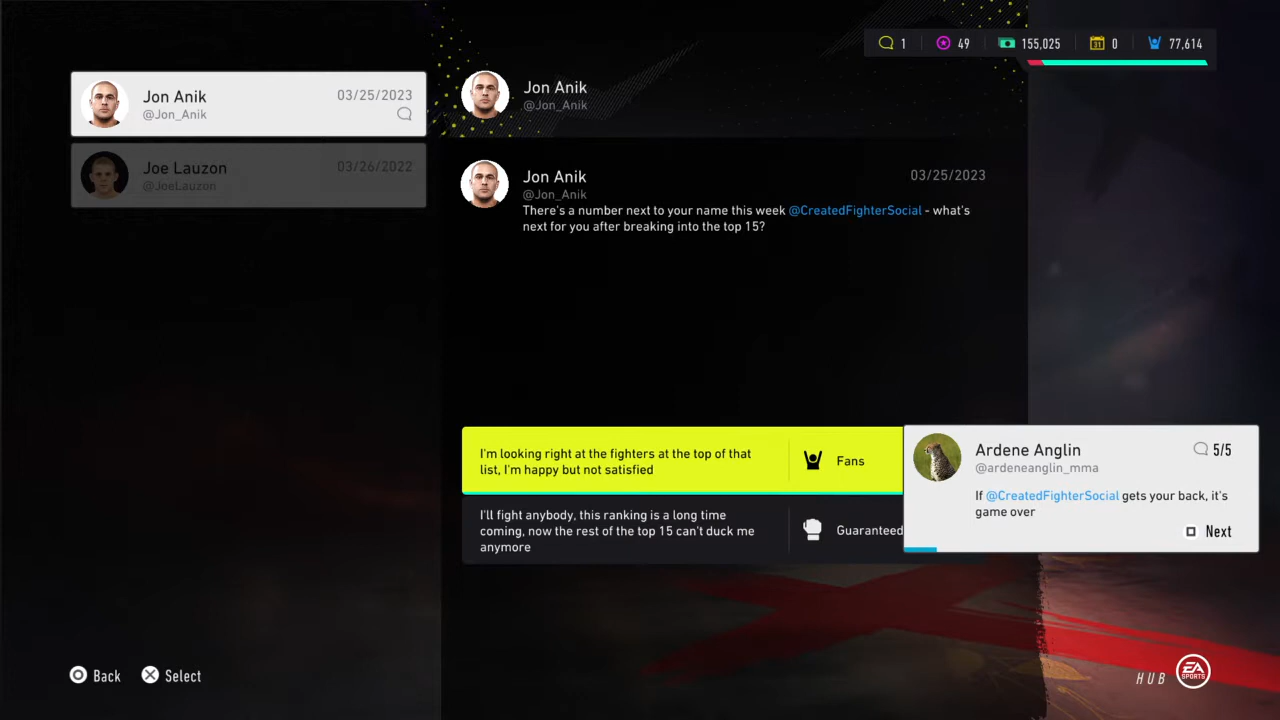 1 49 155,025 31 0 77,614
Jon Anik 03/25/2023
@Jon_Anik
Joe Lauzon 03/26/2022
@JoeLauzon
Jon Anik
@Jon_Anik
Jon Anik 03/25/2023
@Jon_Anik
There's a number next to your name this week @CreatedFighterSocial - what's
next for you after breaking into the top 15?
I'm looking right at the fighters at the top of that
list, I'm happy but not satisfied
Fans
I'll fight anybody, this ranking is a long time
coming, now the rest of the top 15 can't duck me
anymore
Guaranteed
Ardene Anglin 5/5
@ardeneanglin_mma
If @CreatedFighterSocial gets your back, it's
game over
Next
Back Select
HUB EA SPORTS